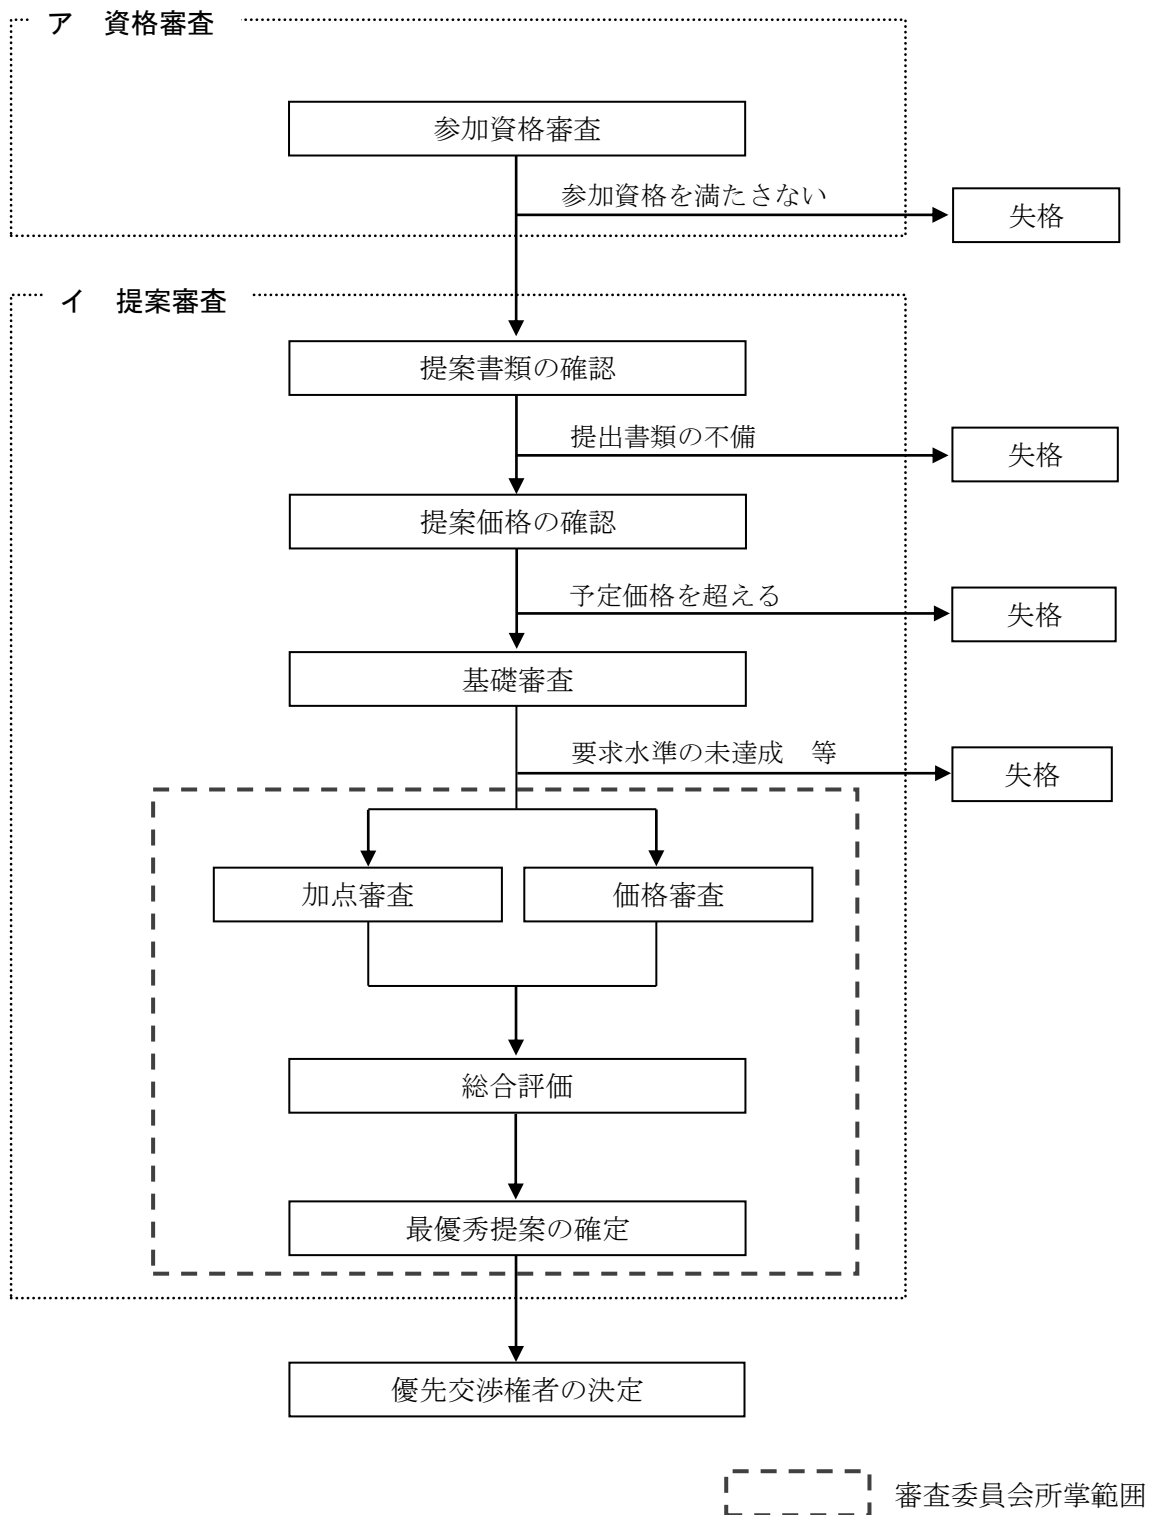 ア　資格審査
参加資格審査
参加資格を満たさない
失格
イ　提案審査
提案書類の確認
提出書類の不備
失格
提案価格の確認
予定価格を超える
失格
基礎審査
要求水準の未達成　等
失格
加点審査
価格審査
総合評価
最優秀提案の確定
優先交渉権者の決定
審査委員会所掌範囲